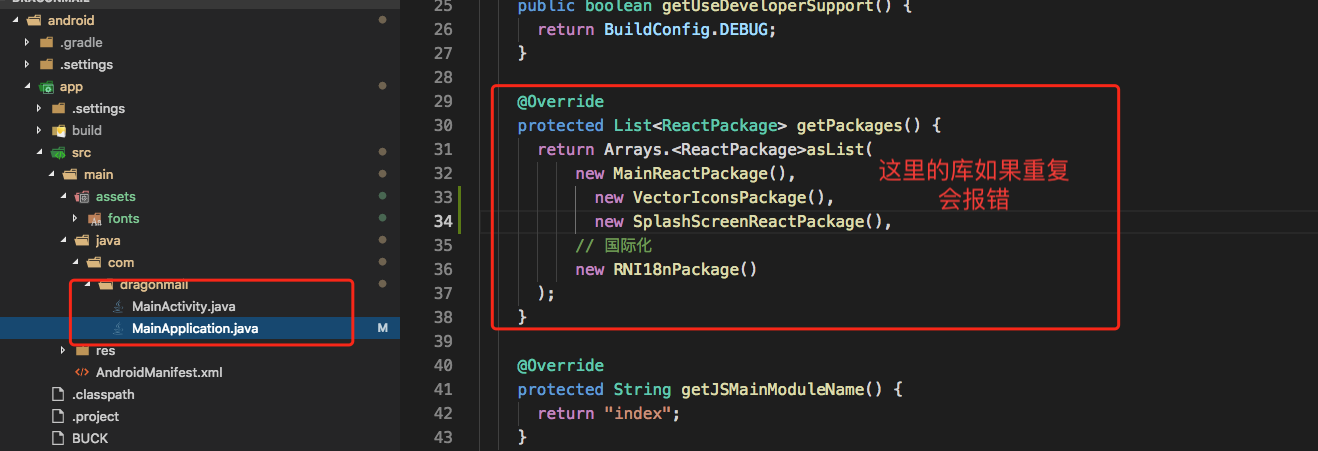 android
.gradle
.settings
app
.settings
build
src
main
assets
fonts
java
com
dragonmall
MainActivity.java
MainApplication.java M
res
AndroidManifest.xml
.classpath
.project
BUCK
25 public boolean getUseDeveloperSupport() {
26 return BuildConfig.DEBUG;
27 }
28
29 @Override
30 protected List<ReactPackage> getPackages() {
31 return Arrays.<ReactPackage>asList(
32 new MainReactPackage(),
33 new VectorIconsPackage(),
34 new SplashScreenReactPackage(),
35 // 国际化
36 new RNI18nPackage()
37 );
38 }
39
40 @Override
41 protected String getJSMainModuleName() {
42 return "index";
43 }
这里的库如果重复
会报错